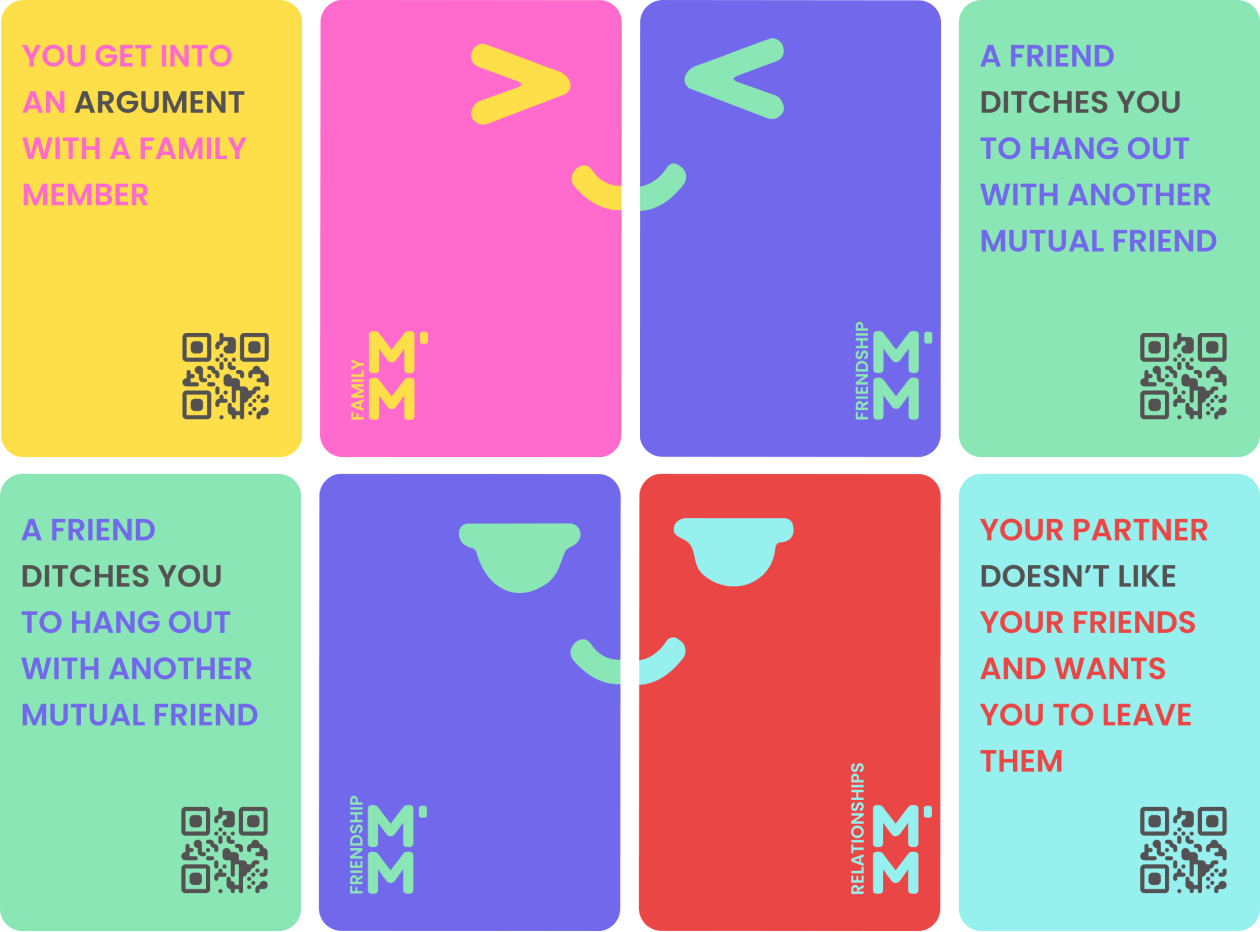 YOU GET INTO
AN ARGUMENT
WITH A FAMILY
MEMBER
FAMILY
M'
M
FRIENDSHIP
M'
M
A FRIEND
DITCHES YOU
TO HANG OUT
WITH ANOTHER
MUTUAL FRIEND
A FRIEND
DITCHES YOU
TO HANG OUT
WITH ANOTHER
MUTUAL FRIEND
FRIENDSHIP
M'
M
RELATIONSHIPS
M'
M
YOUR PARTNER
DOESN’T LIKE
YOUR FRIENDS
AND WANTS
YOU TO LEAVE
THEM